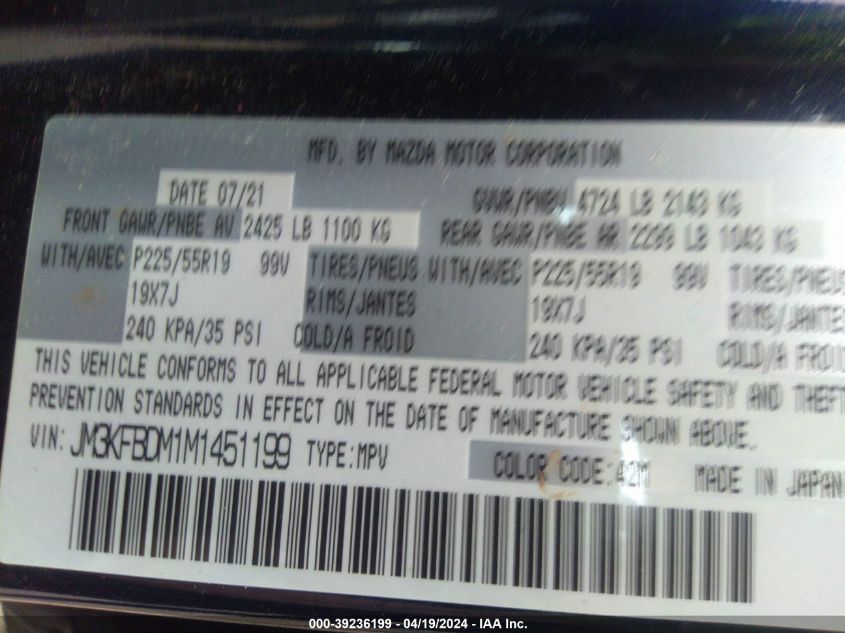 MFD. BY MAZDA MOTOR CORPORATION
DATE 07/21 GVWR/PNBV 4724 LB 2143 KG
FRONT GAWR/PNBE AV 2425 LB 1100 KG REAR GAWR/PNBE AR 2299 LB 1043 KG
WITH/AVEC P225/55R19 99V TIRES/PNEUS WITH/AVEC P225/55R19 99V TIRES/PNEUS
19X7J RIMS/JANTES 19X7J RIMS/JANTES
240 KPA/35 PSI COLD/A FROID 240 KPA/35 PSI COLD/A FROID
THIS VEHICLE CONFORMS TO ALL APPLICABLE FEDERAL MOTOR VEHICLE SAFETY AND THEFT
PREVENTION STANDARDS IN EFFECT ON THE DATE OF MANUFACTURE SHOWN ABOVE.
VIN: JM3KFBDM1M1451199 TYPE:MPV COLOR CODE:42M MADE IN JAPAN
000-39236199 - 04/19/2024 - IAA Inc.